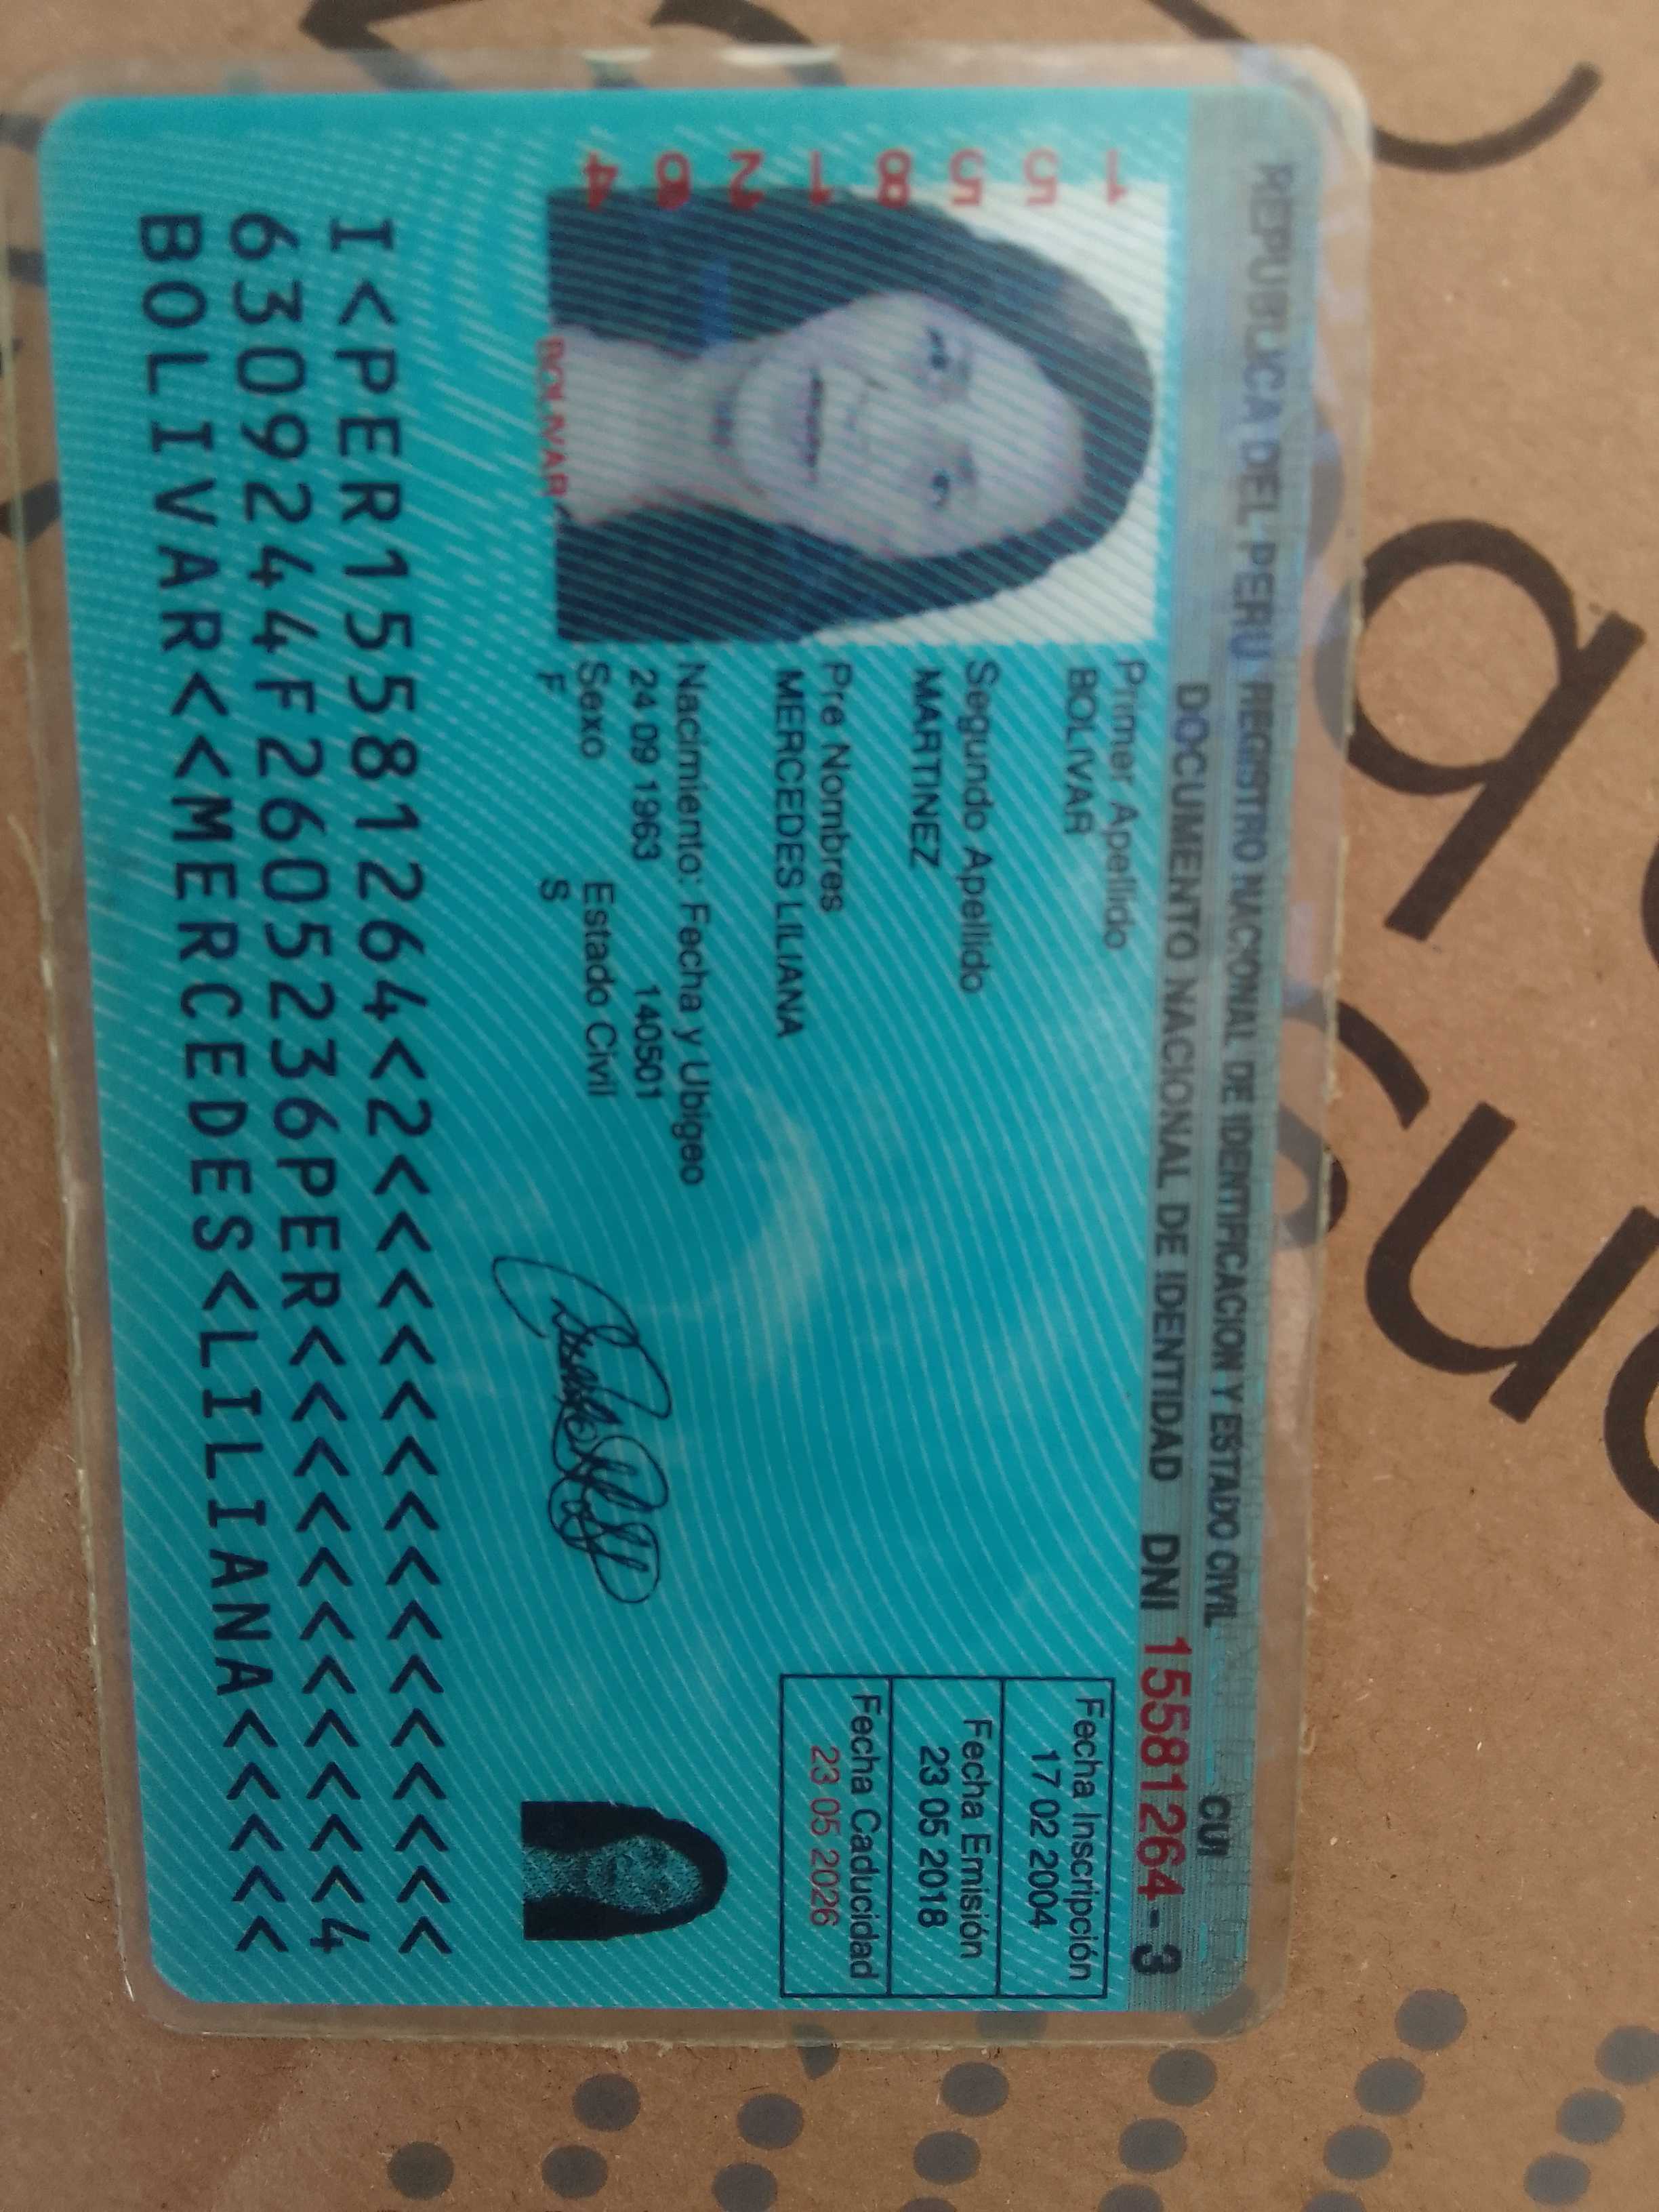 REPUBLICA DEL PERU REGISTRO NACIONAL DE IDENTIFICACION Y ESTADO CIVIL
CUI
DOCUMENTO NACIONAL DE IDENTIDAD DNI 15581264 - 3
15581264
BOLIVAR
Primer Apellido
BOLIVAR
Segundo Apellido
MARTINEZ
Pre Nombres
MERCEDES LILIANA
Nacimiento: Fecha y Ubigeo
24 09 1963 140501
Sexo Estado Civil
F S
Fecha Inscripción
17 02 2004
Fecha Emisión
23 05 2018
Fecha Caducidad
23 05 2026
I<PER15581264<2<<<<<<<<<<<<<<<
6309244F2605236PER<<<<<<<<<<<4
BOLIVAR<<MERCEDES<LILIANA<<<<<